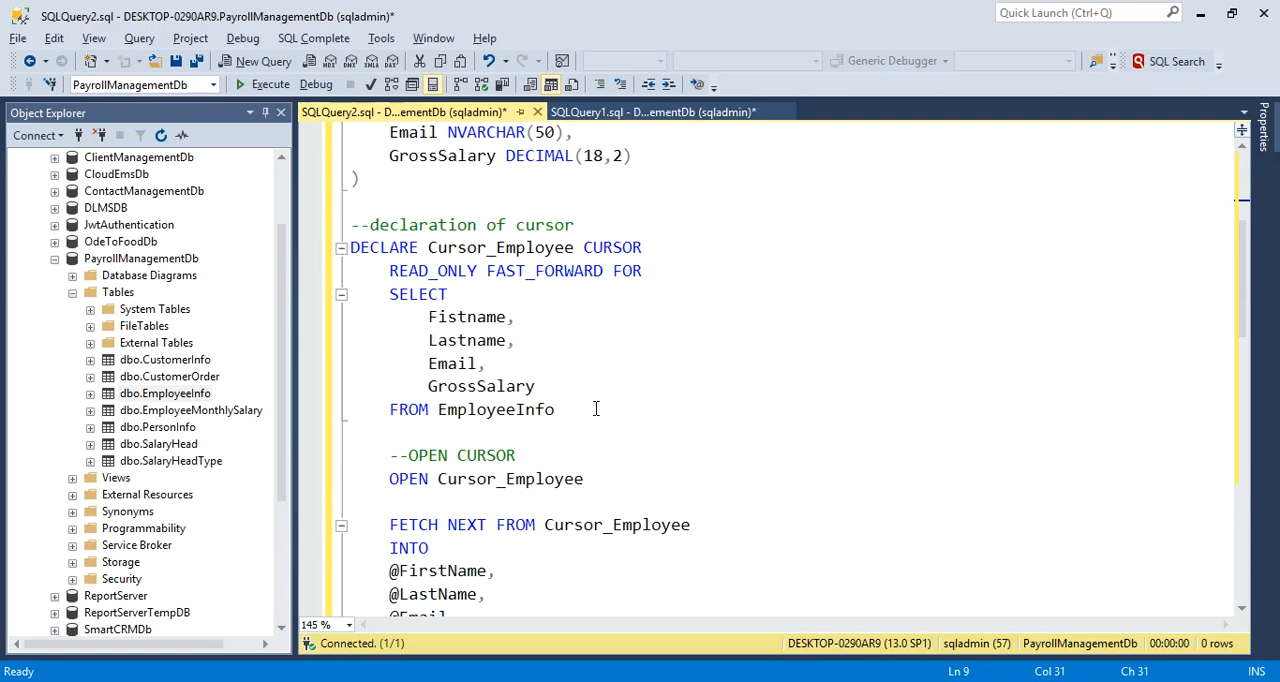 SQLQuery2.sql - DESKTOP-0290AR9.PayrollManagementDb (sqladmin)*
Quick Launch (Ctrl+Q)
File Edit View Query Project Debug SQL Complete Tools Window Help
New Query
Generic Debugger
SQL Search
PayrollManagementDb
Execute Debug
Object Explorer
SQLQuery2.sql - D...ementDb (sqladmin)*
SQLQuery1.sql - D...ementDb (sqladmin)*
Properties
Connect
ClientManagementDb
CloudEmsDb
ContactManagementDb
DLMSDB
JwtAuthentication
OdeToFoodDb
PayrollManagementDb
Database Diagrams
Tables
System Tables
FileTables
External Tables
dbo.CustomerInfo
dbo.CustomerOrder
dbo.EmployeeInfo
dbo.EmployeeMonthlySalary
dbo.PersonInfo
dbo.SalaryHead
dbo.SalaryHeadType
Views
External Resources
Synonyms
Programmability
Service Broker
Storage
Security
ReportServer
ReportServerTempDB
SmartCRMDb
Email NVARCHAR(50),
GrossSalary DECIMAL(18,2)
)
--declaration of cursor
DECLARE Cursor_Employee CURSOR
READ_ONLY FAST_FORWARD FOR
SELECT
Fistname,
Lastname,
Email,
GrossSalary
FROM EmployeeInfo
--OPEN CURSOR
OPEN Cursor_Employee
FETCH NEXT FROM Cursor_Employee
INTO
@FirstName,
@LastName,
@Email
145 %
Connected. (1/1)
DESKTOP-0290AR9 (13.0 SP1) sqladmin (57) PayrollManagementDb 00:00:00 0 rows
Ready
Ln 9 Col 31 Ch 31 INS